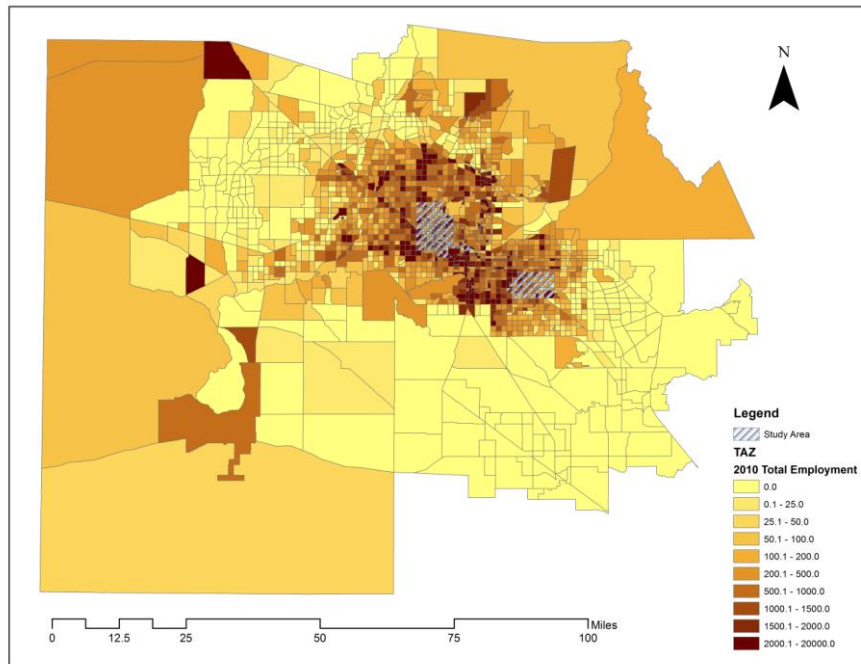 N
Legend
Study Area
TAZ
2010 Total Employment
0.0
0.1 - 25.0
25.1 - 50.0
50.1 - 100.0
100.1 - 200.0
200.1 - 500.0
500.1 - 1000.0
1000.1 - 1500.0
1500.1 - 2000.0
2000.1 - 20000.0
Miles
0 12.5 25 50 75 100